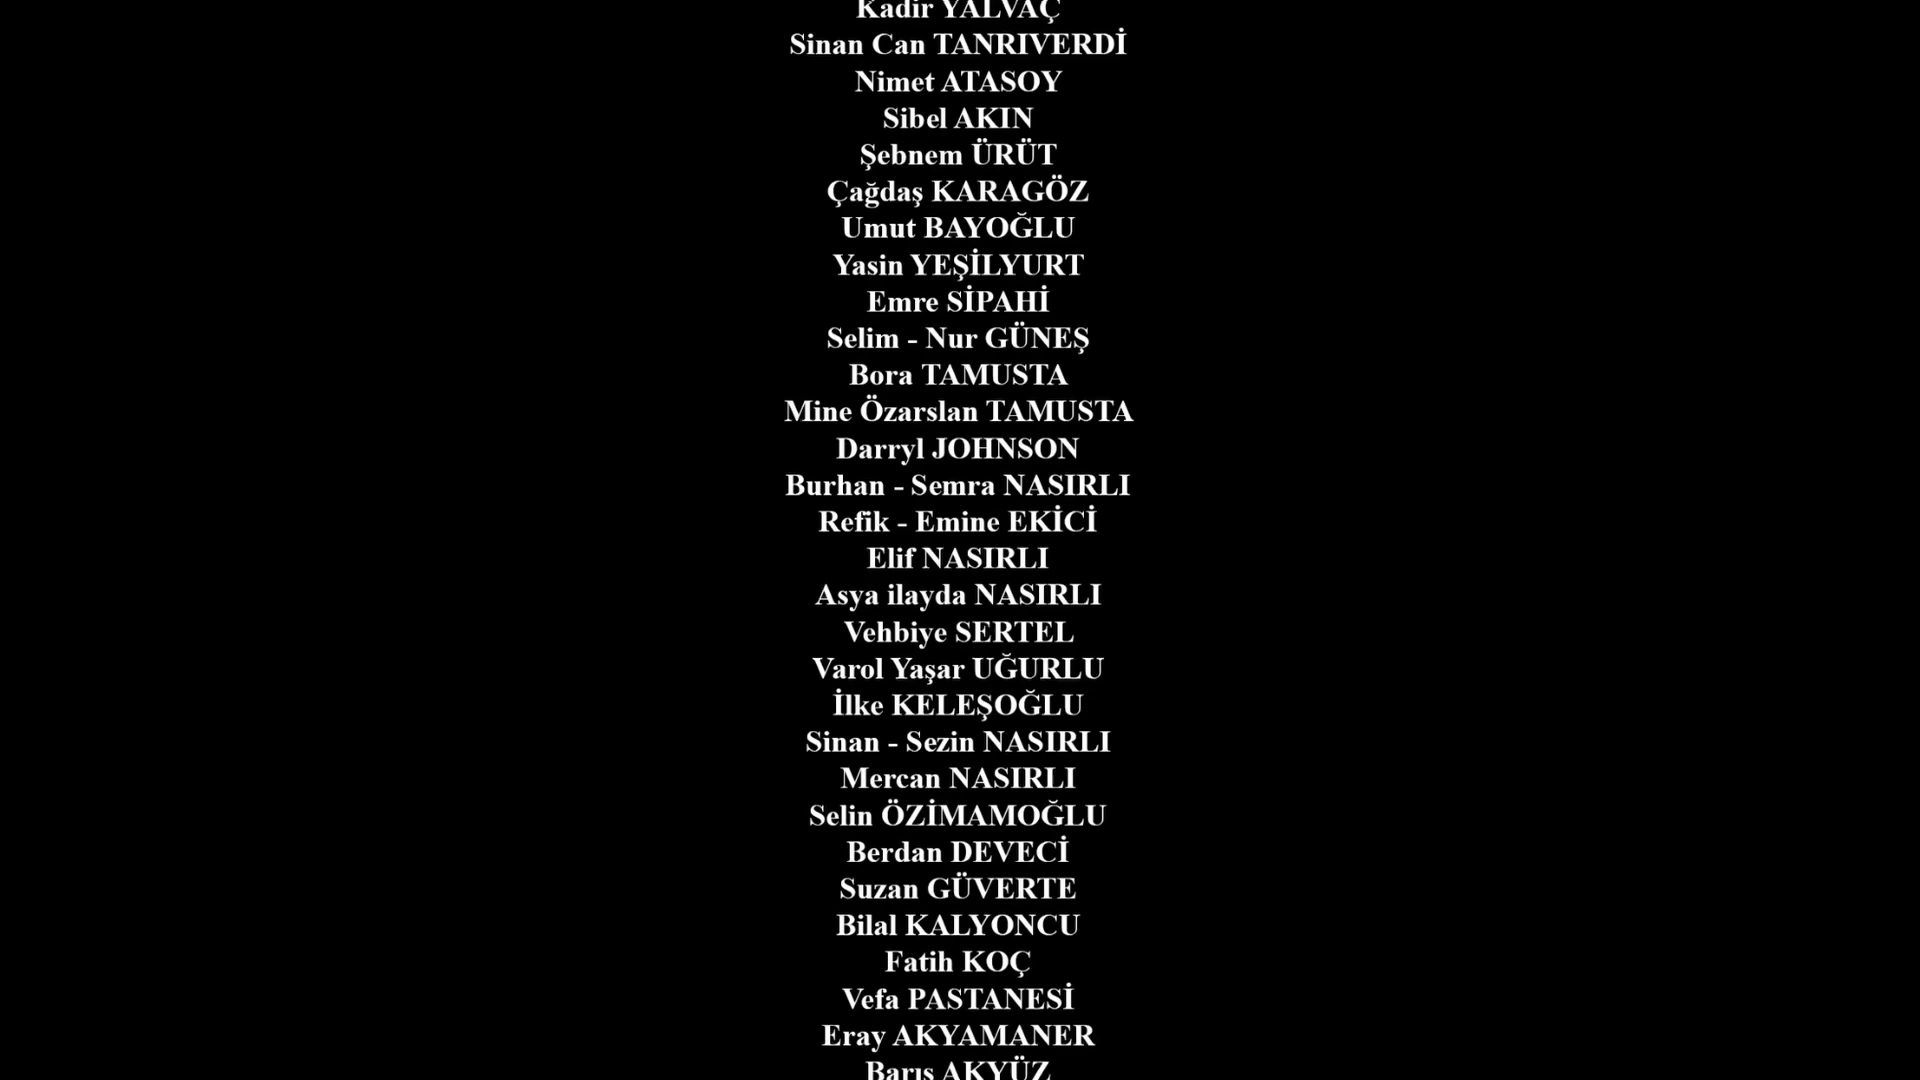 Kadir YALVAÇ
Sinan Can TANRIVERDİ
Nimet ATASOY
Sibel AKIN
Şebnem ÜRÜT
Çağdaş KARAGÖZ
Umut BAYOĞLU
Yasin YEŞİLYURT
Emre SİPAHİ
Selim - Nur GÜNEŞ
Bora TAMUSTA
Mine Özarslan TAMUSTA
Darryl JOHNSON
Burhan - Semra NASIRLI
Refik - Emine EKİCİ
Elif NASIRLI
Asya ilayda NASIRLI
Vehbiye SERTEL
Varol Yaşar UĞURLU
İlke KELEŞOĞLU
Sinan - Sezin NASIRLI
Mercan NASIRLI
Selin ÖZİMAMOĞLU
Berdan DEVECİ
Suzan GÜVERTE
Bilal KALYONCU
Fatih KOÇ
Vefa PASTANESİ
Eray AKYAMANER
Barış AKYÜZ